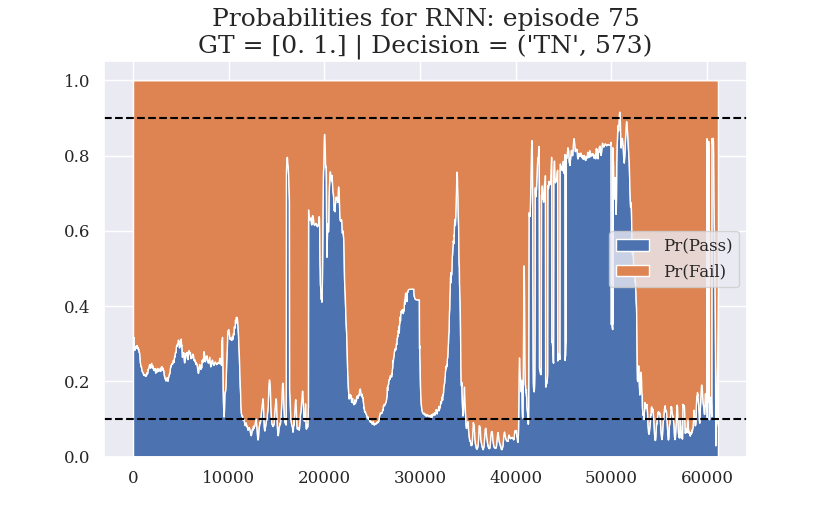 Probabilities for RNN: episode 75
GT = [0. 1.] | Decision = ('TN', 573)
1.0
0.8
0.6
0.4
0.2
0.0
Pr(Pass)
Pr(Fail)
0 10000 20000 30000 40000 50000 60000